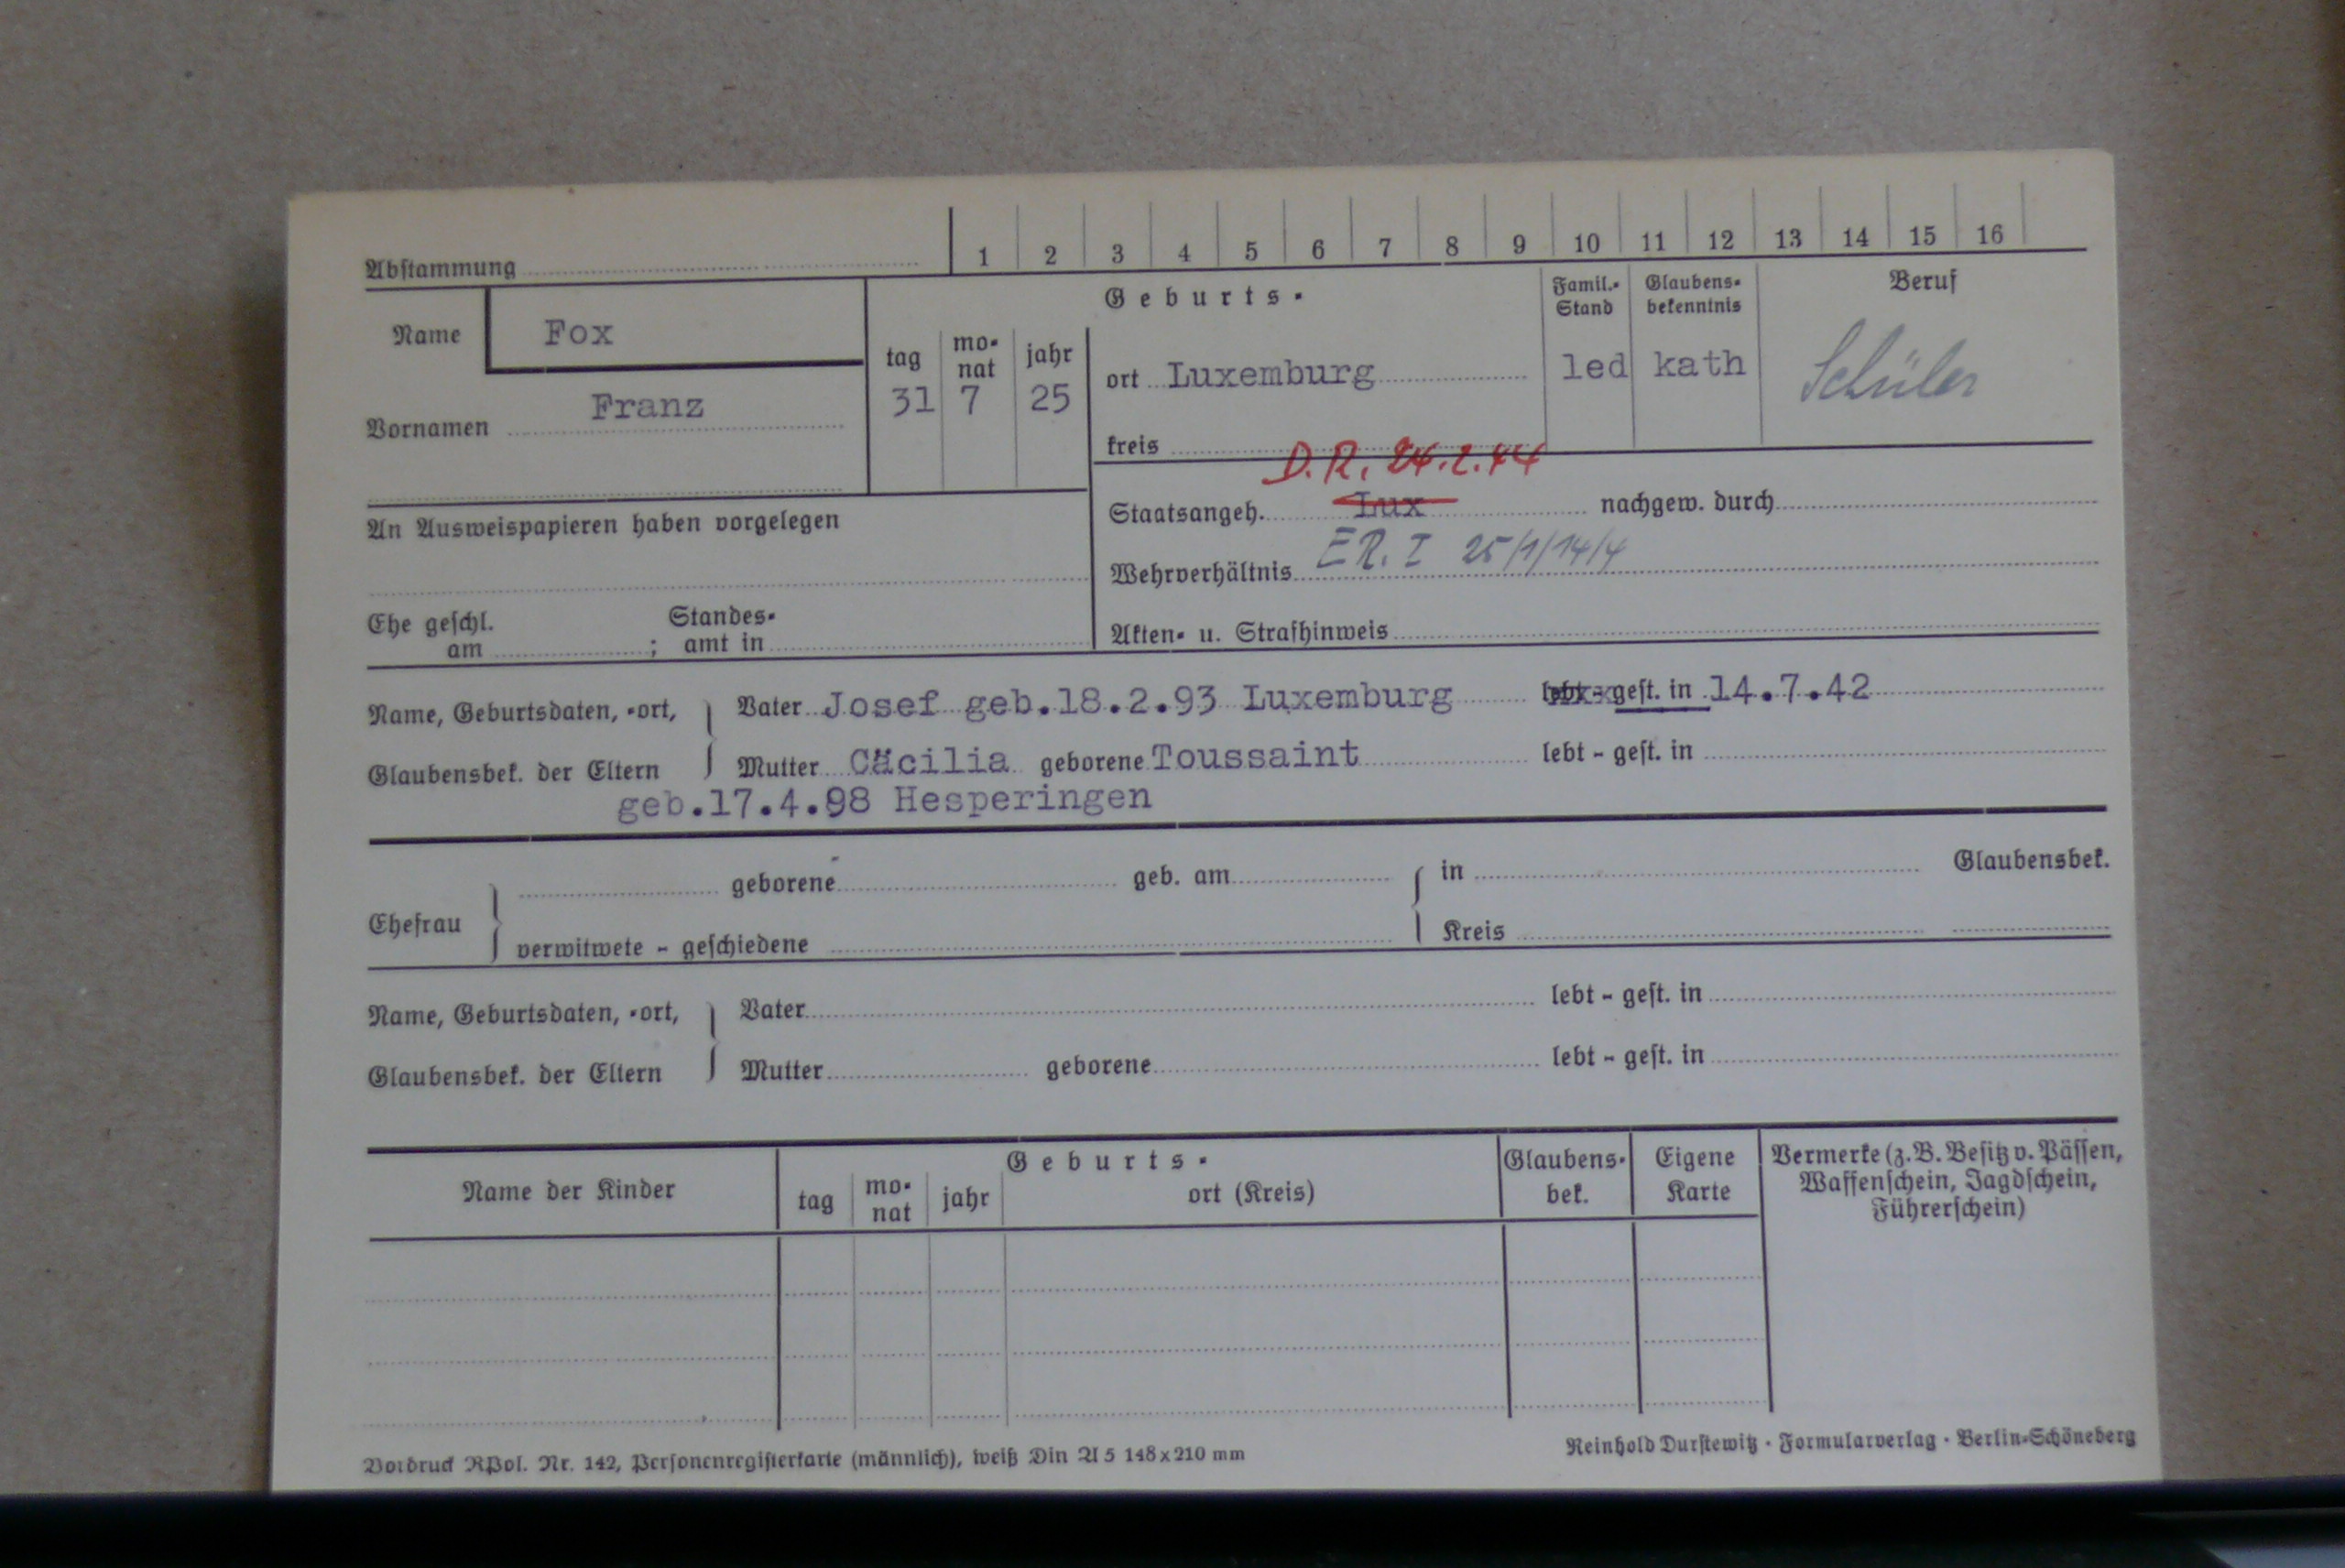 Abstammung 1 2 3 4 5 6 7 8 9 10 11 12 13 14 15 16
Name Fox
Vornamen Franz
Geburts-
tag mo-nat jahr
31 7 25
ort Luxemburg
kreis
Famil.-Stand
led
Glaubens-bekenntnis
kath
Beruf
Schüler
An Ausweispapieren haben vorgelegen
D.R. 24.2.44
Staatsangeh. Lux nachgew. durch
Wehrverhältnis ER. I 25/1/14/4
Akten- u. Strafhinweis
Ehe geschl. am ; Standes-amt in
Name, Geburtsdaten, -ort, Vater Josef geb.18.2.93 Luxemburg lebt - gest. in 14.7.42
Glaubensbek. der Eltern Mutter Cäcilia geborene Toussaint lebt - gest. in
geb.17.4.98 Hesperingen
Ehefrau geborene geb. am in Glaubensbek.
verwitwete - geschiedene Kreis
Name, Geburtsdaten, -ort, Vater lebt - gest. in
Glaubensbek. der Eltern Mutter geborene lebt - gest. in
Name der Kinder
Geburts-
tag mo-nat jahr ort (Kreis)
Glaubens-bek.
Eigene Karte
Vermerke (z.B. Besitz v. Pässen,
Waffenschein, Jagdschein,
Führerschein)
Vordruck RPol. Nr. 142, Personenregisterkarte (männlich), weiß Din A 5 148x210 mm
Reinhold Durstewitz · Formularverlag · Berlin-Schöneberg